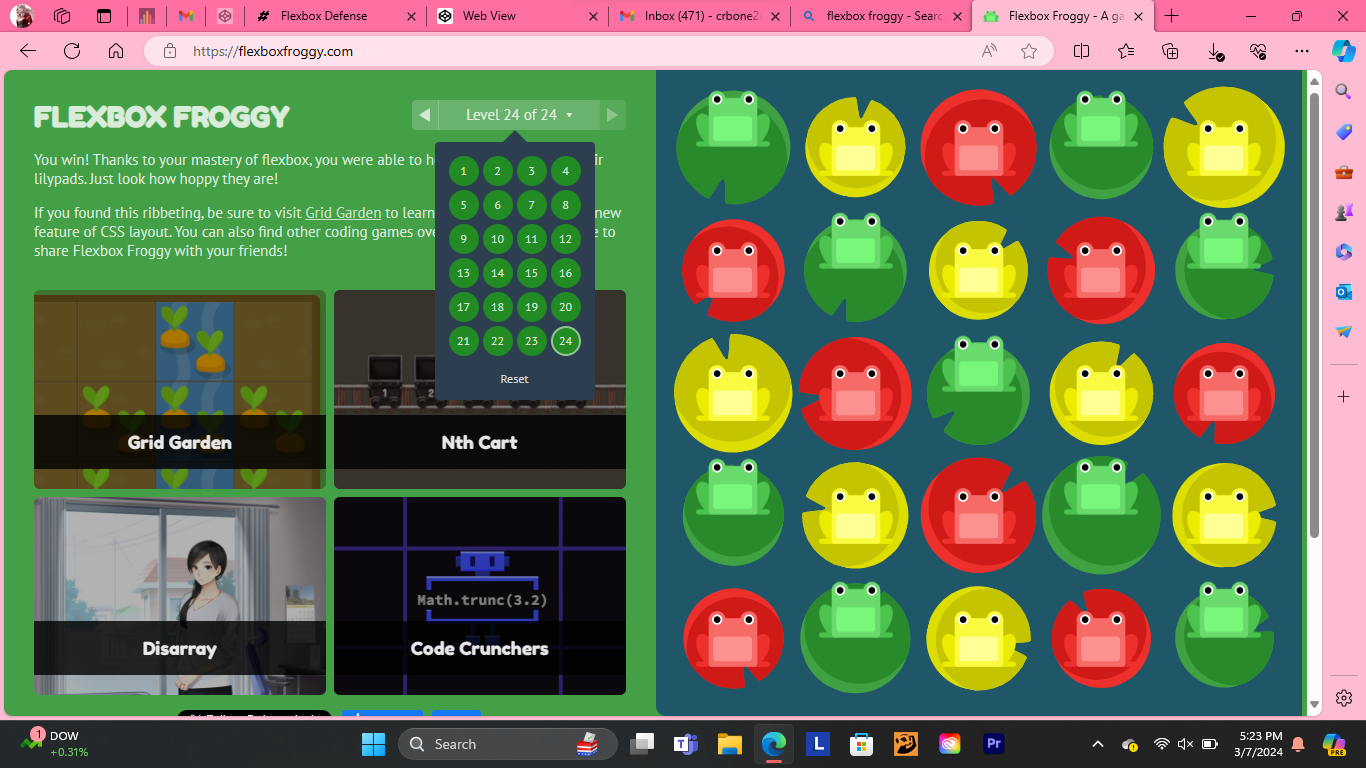 Flexbox Defense
Web View
Inbox (471) - crbone2
flexbox froggy - Sear
Flexbox Froggy - A ga
https://flexboxfroggy.com
FLEXBOX FROGGY
Level 24 of 24
You win! Thanks to your mastery of flexbox, you were able to
lilypads. Just look how hoppy they are!
If you found this ribbeting, be sure to visit Grid Garden to learn new
feature of CSS layout. You can also find other coding games to
share Flexbox Froggy with your friends!
1 2 3 4
5 6 7 8
9 10 11 12
13 14 15 16
17 18 19 20
21 22 23 24
Reset
1 2
Grid Garden
Nth Cart
Math.trunc(3.2)
Disarray
Code Crunchers
1
DOW
+0.31%
Search
L
Pr
5:23 PM
3/7/2024
PRE